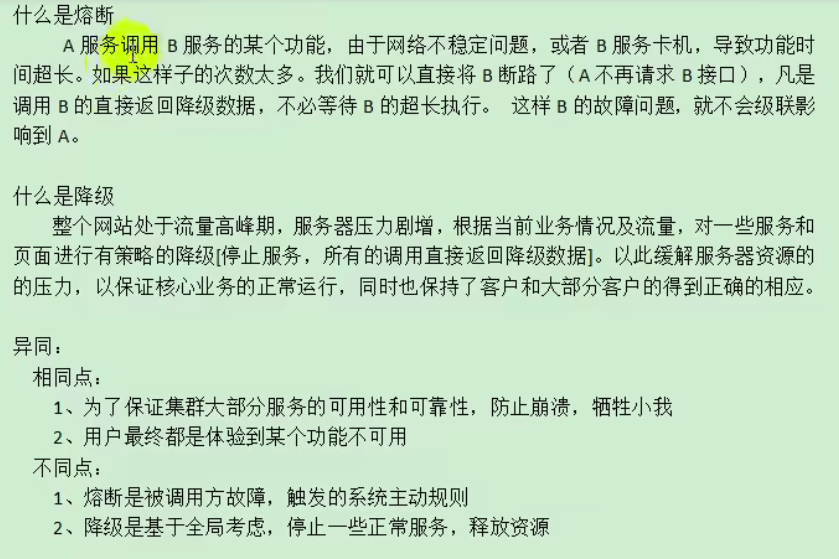 什么是熔断
A 服务调用 B 服务的某个功能，由于网络不稳定问题，或者 B 服务卡机，导致功能时
间超长。如果这样子的次数太多。我们就可以直接将 B 断路了（A 不再请求 B 接口），凡是
调用 B 的直接返回降级数据，不必等待 B 的超长执行。 这样 B 的故障问题，就不会级联影
响到 A。
什么是降级
整个网站处于流量高峰期，服务器压力剧增，根据当前业务情况及流量，对一些服务和
页面进行有策略的降级[停止服务，所有的调用直接返回降级数据]。以此缓解服务器资源的
的压力，以保证核心业务的正常运行，同时也保持了客户和大部分客户的得到正确的相应。
异同：
相同点：
1、为了保证集群大部分服务的可用性和可靠性，防止崩溃，牺牲小我
2、用户最终都是体验到某个功能不可用
不同点：
1、熔断是被调用方故障，触发的系统主动规则
2、降级是基于全局考虑，停止一些正常服务，释放资源